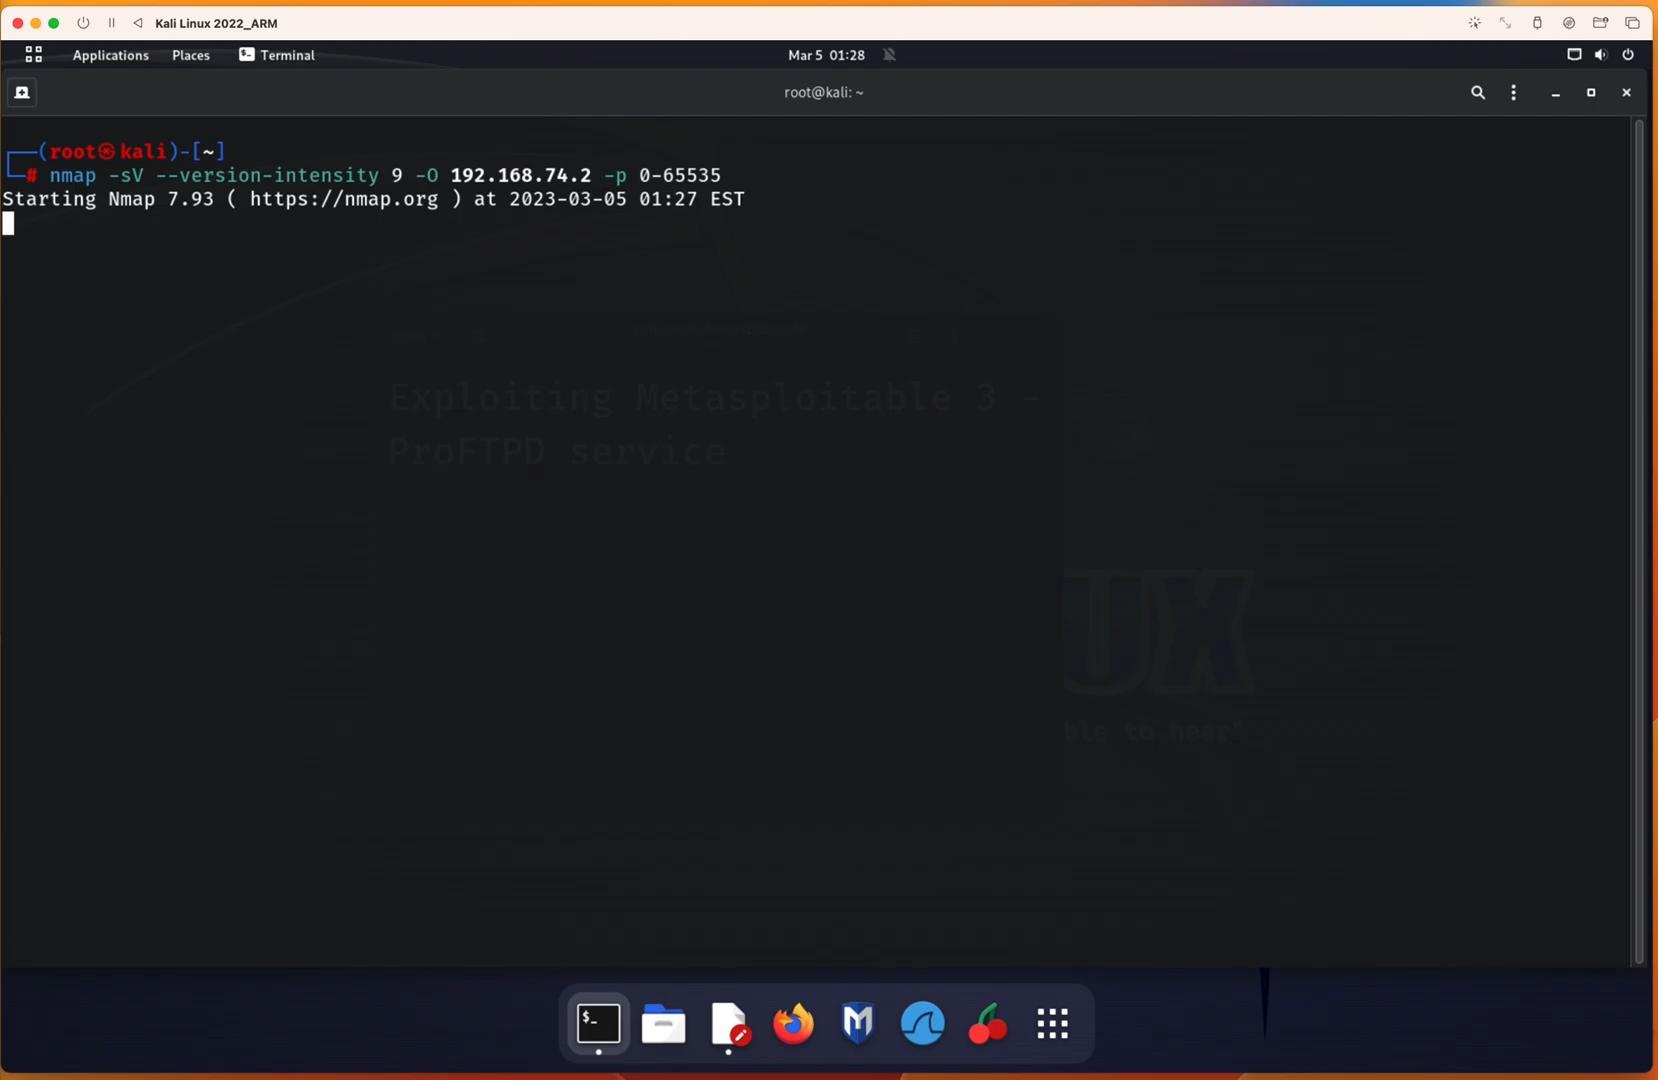 Kali Linux 2022_ARM
Applications Places Terminal Mar 5 01:28
root@kali: ~
┌──(root㉿kali)-[~]
└─# nmap -sV --version-intensity 9 -O 192.168.74.2 -p 0-65535
Starting Nmap 7.93 ( https://nmap.org ) at 2023-03-05 01:27 EST
Exploiting Metasploitable 3 -
ProFTPD service
UX
ble to hear"
$_